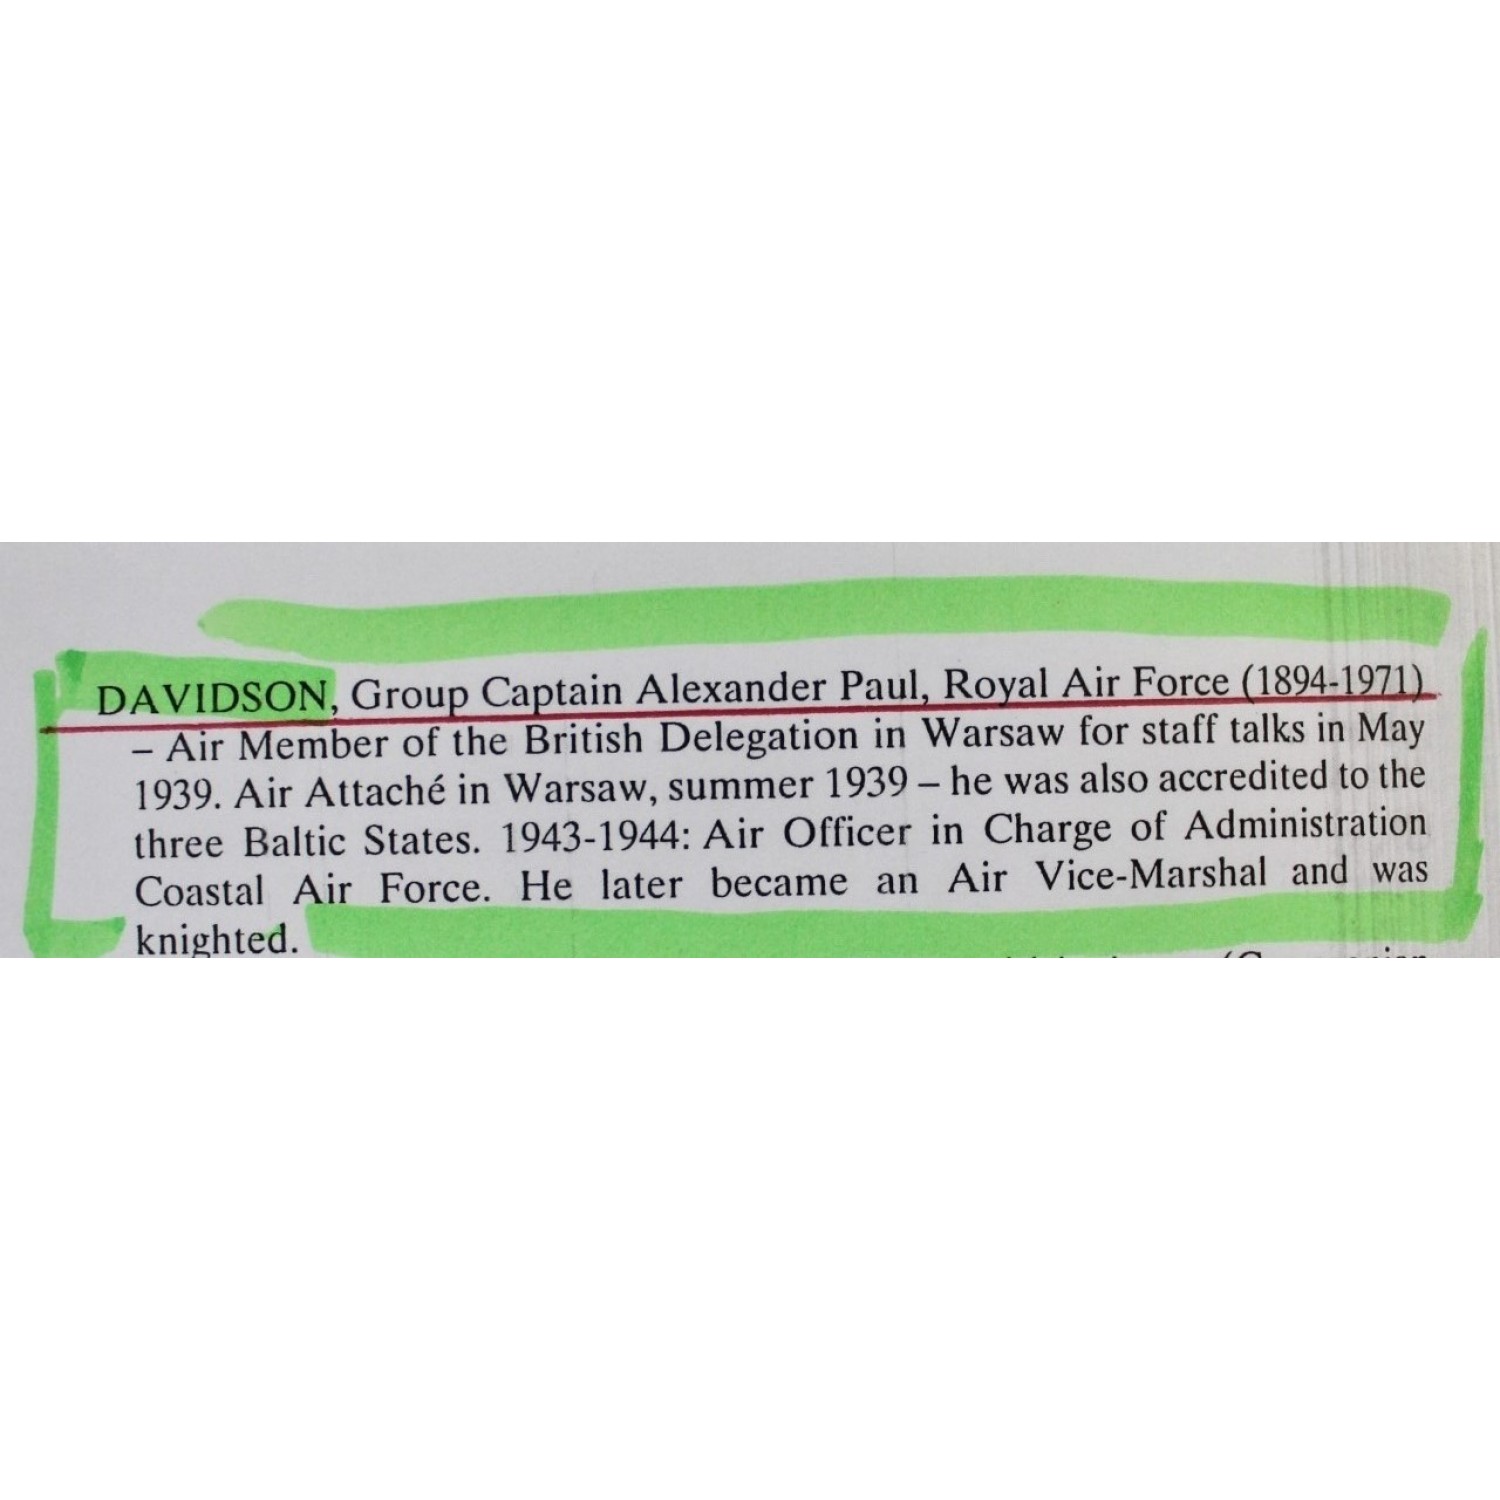 DAVIDSON, Group Captain Alexander Paul, Royal Air Force (1894-1971)
– Air Member of the British Delegation in Warsaw for staff talks in May
1939. Air Attaché in Warsaw, summer 1939 – he was also accredited to the
three Baltic States. 1943-1944: Air Officer in Charge of Administration
Coastal Air Force. He later became an Air Vice-Marshal and was
knighted.